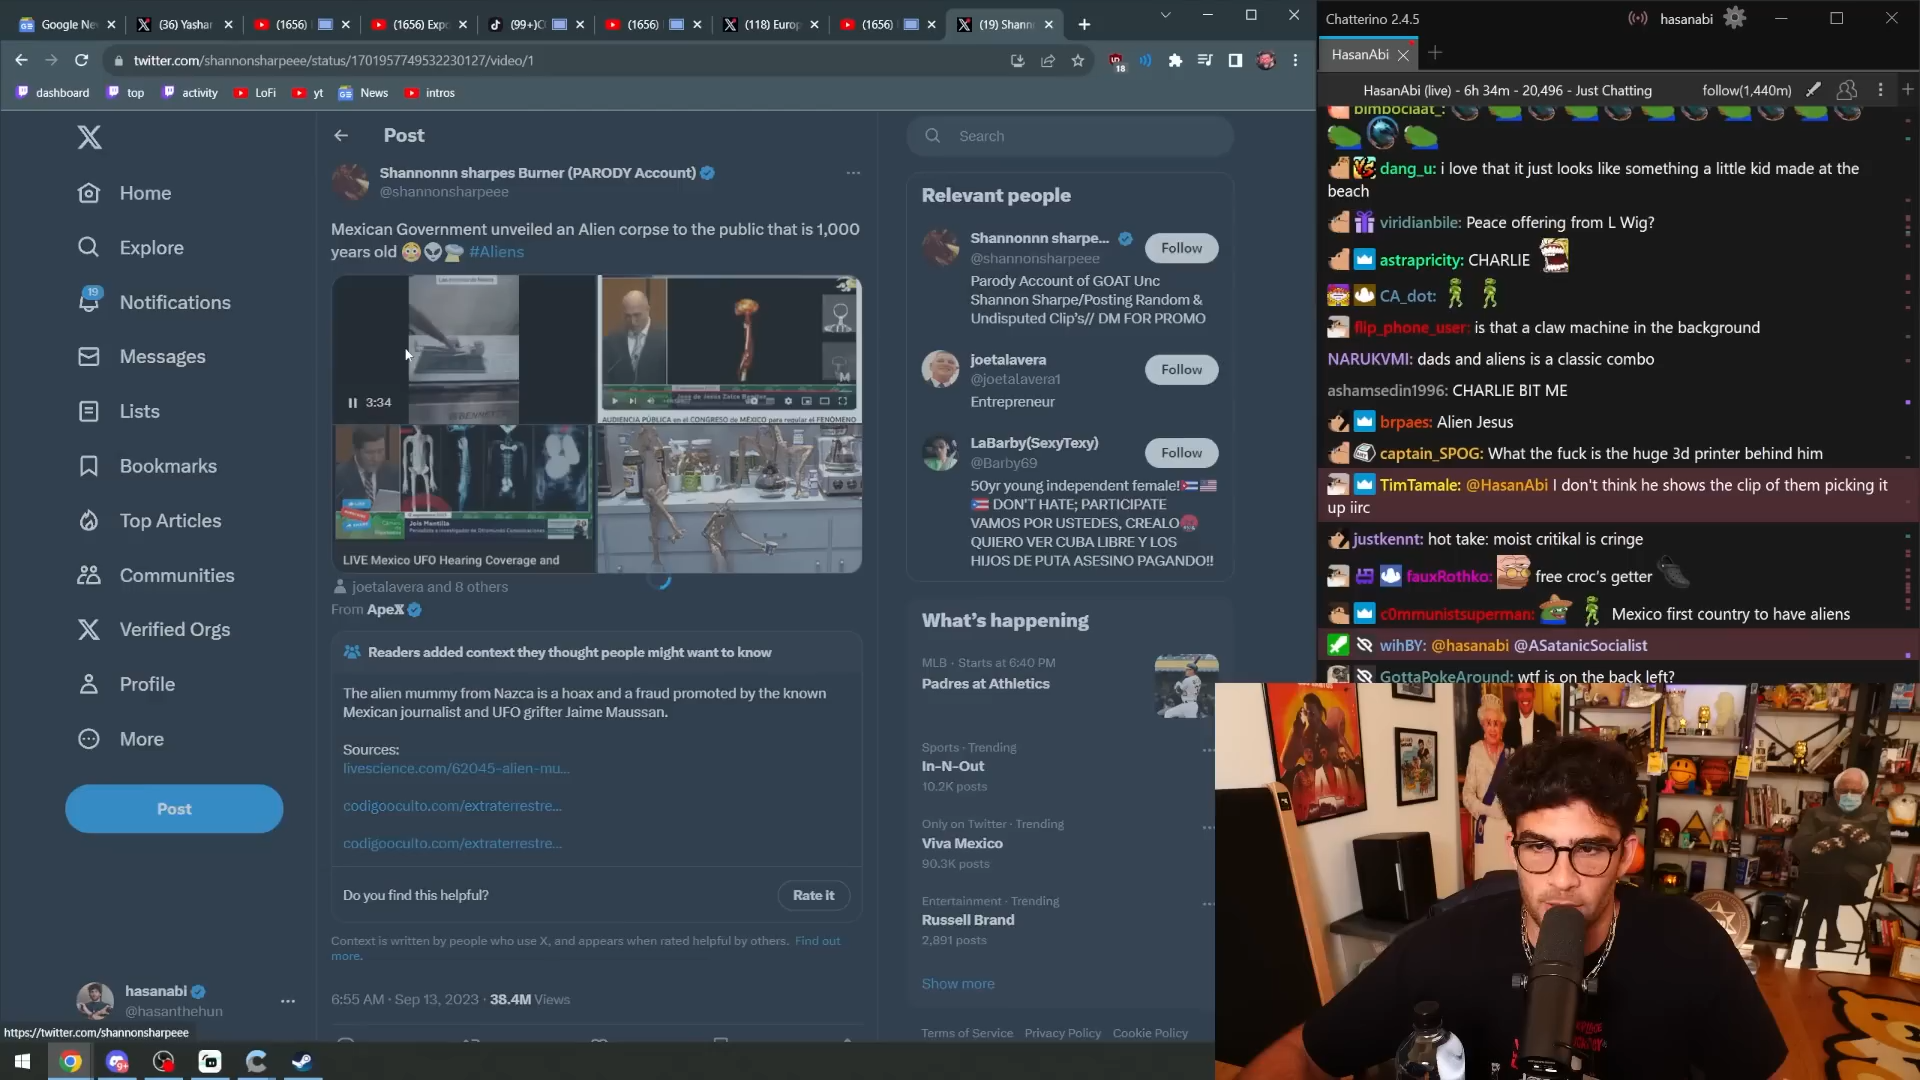 Google Ne
(36) Yashar
(1656)
(1656) Exp
(99+)
(1656)
(118) Europ
(1656)
(19) Shann
twitter.com/shannonsharpeee/status/1701957749532230127/video/1
18
dashboard
top
activity
LoFi
yt
News
intros
Home
Explore
19
Notifications
Messages
Lists
Bookmarks
Top Articles
Communities
Verified Orgs
Profile
More
Post
hasanabi
@hasanthehun
https://twitter.com/shannonsharpeee
Post
Shannonnn sharpes Burner (PARODY Account)
@shannonsharpeee
Mexican Government unveiled an Alien corpse to the public that is 1,000
years old 😳👽🛸 #Aliens
3:34
AUDIENCIA PÚBLICA en el CONGRESO de MÉXICO para regular el FENÓMENO
LIVE Mexico UFO Hearing Coverage and
joetalavera and 8 others
From ApeX
Readers added context they thought people might want to know
The alien mummy from Nazca is a hoax and a fraud promoted by the known
Mexican journalist and UFO grifter Jaime Maussan.
Sources:
livescience.com/62045-alien-mu...
codigooculto.com/extraterrestre...
codigooculto.com/extraterrestre...
Do you find this helpful?
Rate it
Context is written by people who use X, and appears when rated helpful by others. Find out
more.
6:55 AM · Sep 13, 2023 · 38.4M Views
Search
Relevant people
Shannonnn sharpe...
@shannonsharpeee
Follow
Parody Account of GOAT Unc
Shannon Sharpe/Posting Random &
Undisputed Clip's// DM FOR PROMO
joetalavera
@joetalavera1
Follow
Entrepreneur
LaBarby(SexyTexy)
@Barby69
Follow
50yr young independent female!🇨🇺🇺🇸
🇵🇷 DON'T HATE; PARTICIPATE
VAMOS POR USTEDES, CREALO
QUIERO VER CUBA LIBRE Y LOS
HIJOS DE PUTA ASESINO PAGANDO!!
What's happening
MLB · Starts at 6:40 PM
Padres at Athletics
Sports · Trending
In-N-Out
10.2K posts
Only on Twitter · Trending
Viva Mexico
90.3K posts
Entertainment · Trending
Russell Brand
2,891 posts
Show more
Terms of Service Privacy Policy Cookie Policy
Chatterino 2.4.5
hasanabi
HasanAbi
HasanAbi (live) - 6h 34m - 20,496 - Just Chatting
follow(1,440m)
bimbociaat_:
dang_u: i love that it just looks like something a little kid made at the
beach
viridianbile: Peace offering from L Wig?
astrapricity: CHARLIE
CA_dot:
flip_phone_user: is that a claw machine in the background
NARUKVMI: dads and aliens is a classic combo
ashamsedin1996: CHARLIE BIT ME
brpaes: Alien Jesus
captain_SPOG: What the fuck is the huge 3d printer behind him
TimTamale: @HasanAbi I don't think he shows the clip of them picking it
up iirc
justkennt: hot take: moist critikal is cringe
fauxRothko: free croc's getter
c0mmunistsuperman: Mexico first country to have aliens
wihBY: @hasanabi @ASatanicSocialist
GottaPokeAround: wtf is on the back left?